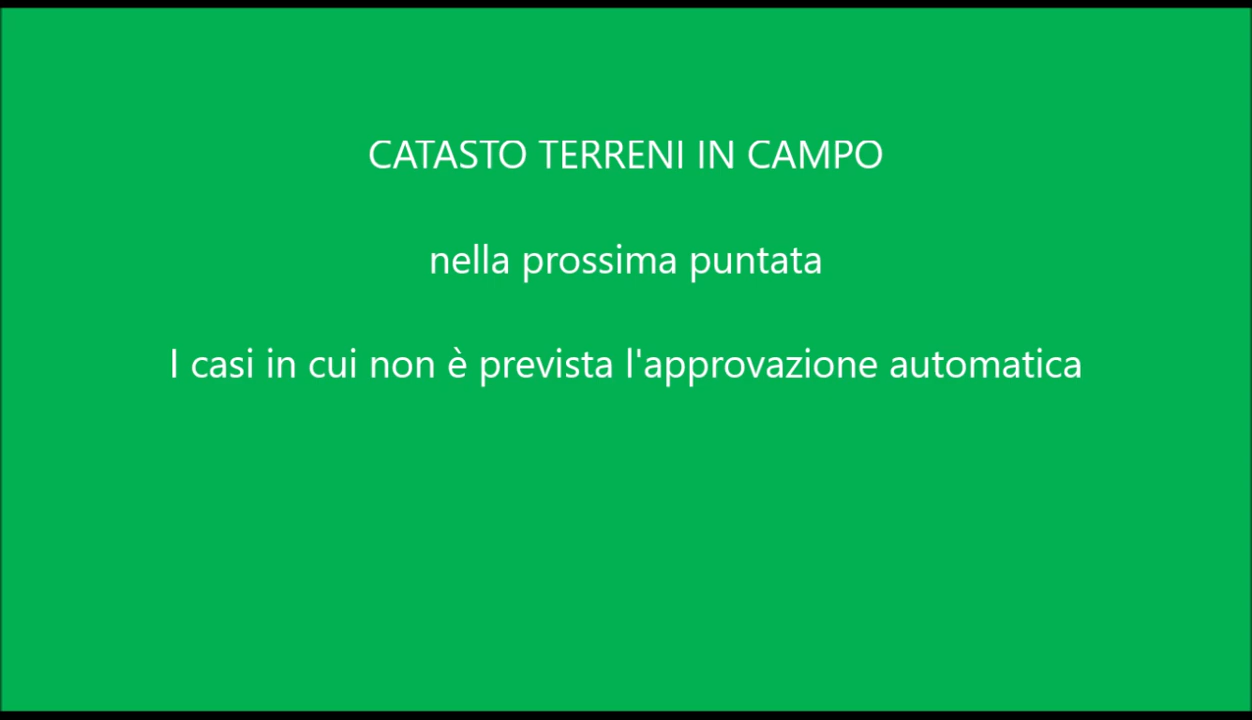 CATASTO TERRENI IN CAMPO
nella prossima puntata
I casi in cui non è prevista l'approvazione automatica